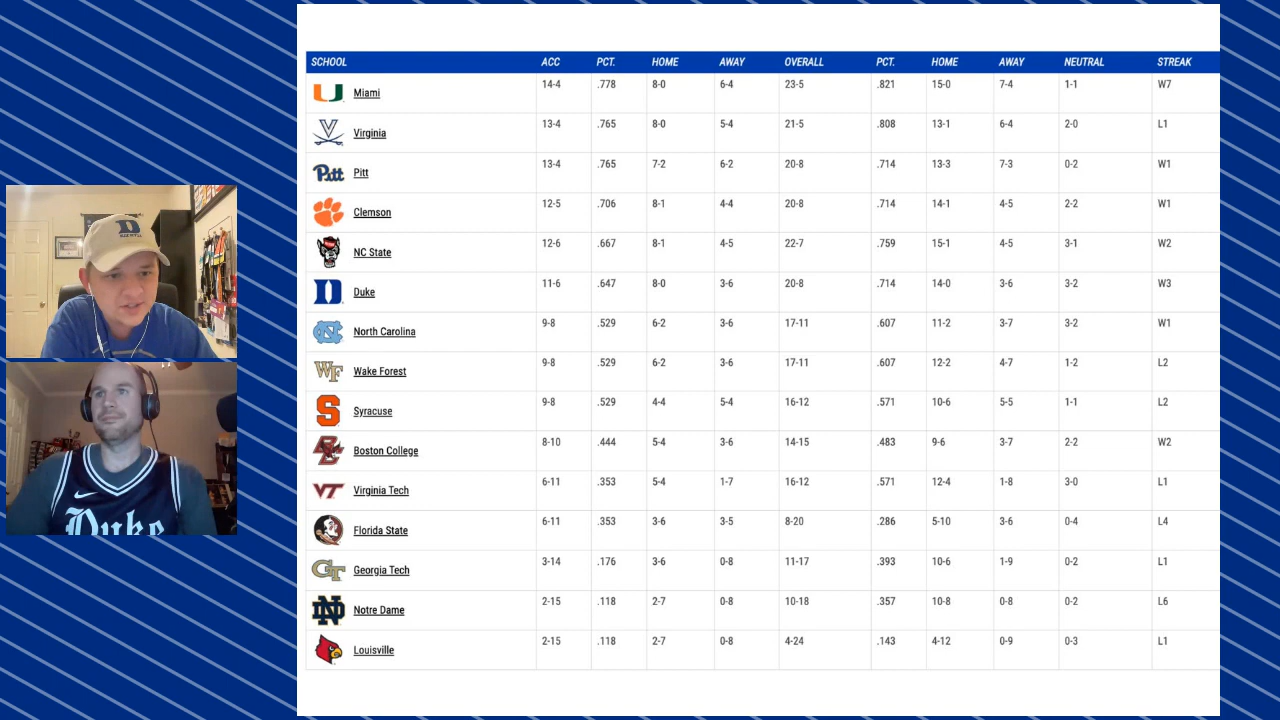 SCHOOL ACC PCT. HOME AWAY OVERALL PCT. HOME AWAY NEUTRAL STREAK
Miami 14-4 .778 8-0 6-4 23-5 .821 15-0 7-4 1-1 W7
Virginia 13-4 .765 8-0 5-4 21-5 .808 13-1 6-4 2-0 L1
Pitt Pitt 13-4 .765 7-2 6-2 20-8 .714 13-3 7-3 0-2 W1
Clemson 12-5 .706 8-1 4-4 20-8 .714 14-1 4-5 2-2 W1
NC State 12-6 .667 8-1 4-5 22-7 .759 15-1 4-5 3-1 W2
D Duke 11-6 .647 8-0 3-6 20-8 .714 14-0 3-6 3-2 W3
NC North Carolina 9-8 .529 6-2 3-6 17-11 .607 11-2 3-7 3-2 W1
WF Wake Forest 9-8 .529 6-2 3-6 17-11 .607 12-2 4-7 1-2 L2
S Syracuse 9-8 .529 4-4 5-4 16-12 .571 10-6 5-5 1-1 L2
BC Boston College 8-10 .444 5-4 3-6 14-15 .483 9-6 3-7 2-2 W2
VT Virginia Tech 6-11 .353 5-4 1-7 16-12 .571 12-4 1-8 3-0 L1
Florida State 6-11 .353 3-6 3-5 8-20 .286 5-10 3-6 0-4 L4
GT Georgia Tech 3-14 .176 3-6 0-8 11-17 .393 10-6 1-9 0-2 L1
ND Notre Dame 2-15 .118 2-7 0-8 10-18 .357 10-8 0-8 0-2 L6
Louisville 2-15 .118 2-7 0-8 4-24 .143 4-12 0-9 0-3 L1
D
Duke